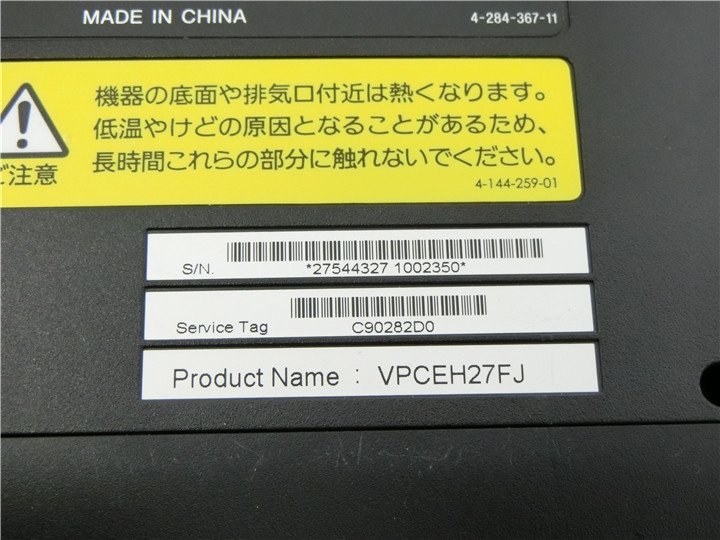 MADE IN CHINA
4-284-367-11
機器の底面や排気口付近は熱くなります。
低温やけどの原因となることがあるため、
長時間これらの部分に触れないでください。
ご注意
4-144-259-01
S/N.
*27544327 1002350*
Service Tag
C90282D0
Product Name : VPCEH27FJ